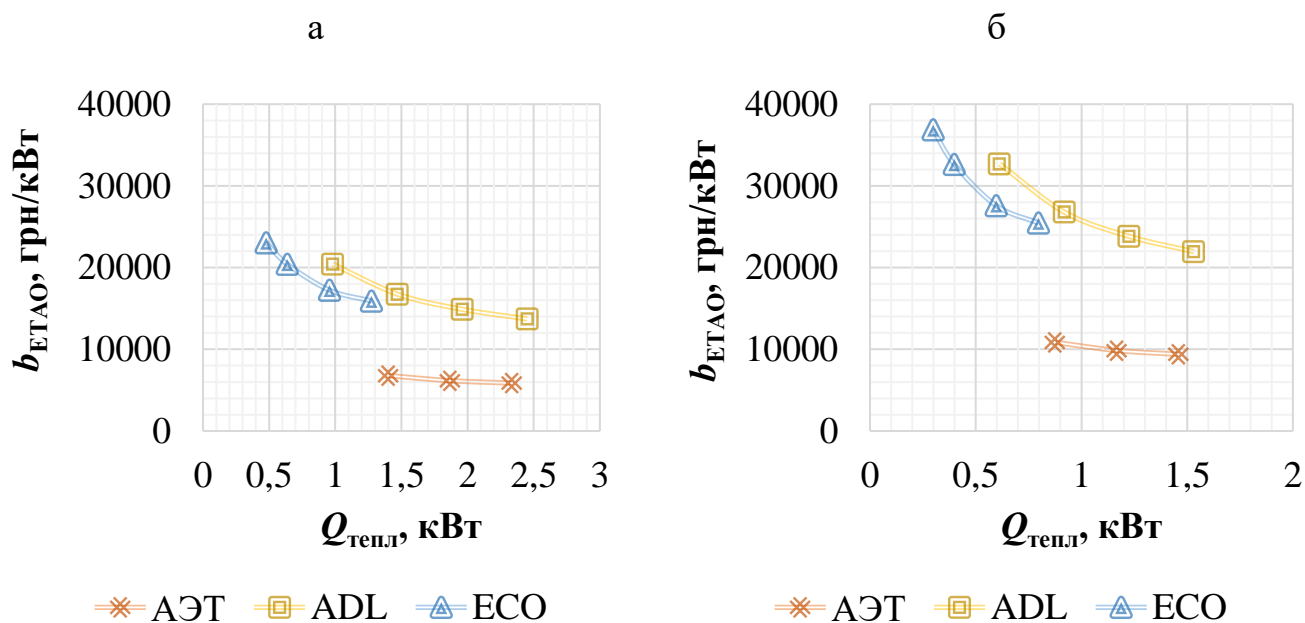 а
40000
30000
20000
10000
0
0 0,5 1 1,5 2 2,5 3
bЕТАО, грн/кВт
Qтепл, кВт
АЭТ ADL ECO
б
40000
30000
20000
10000
0
0 0,5 1 1,5 2
bЕТАО, грн/кВт
Qтепл, кВт
АЭТ ADL ECO